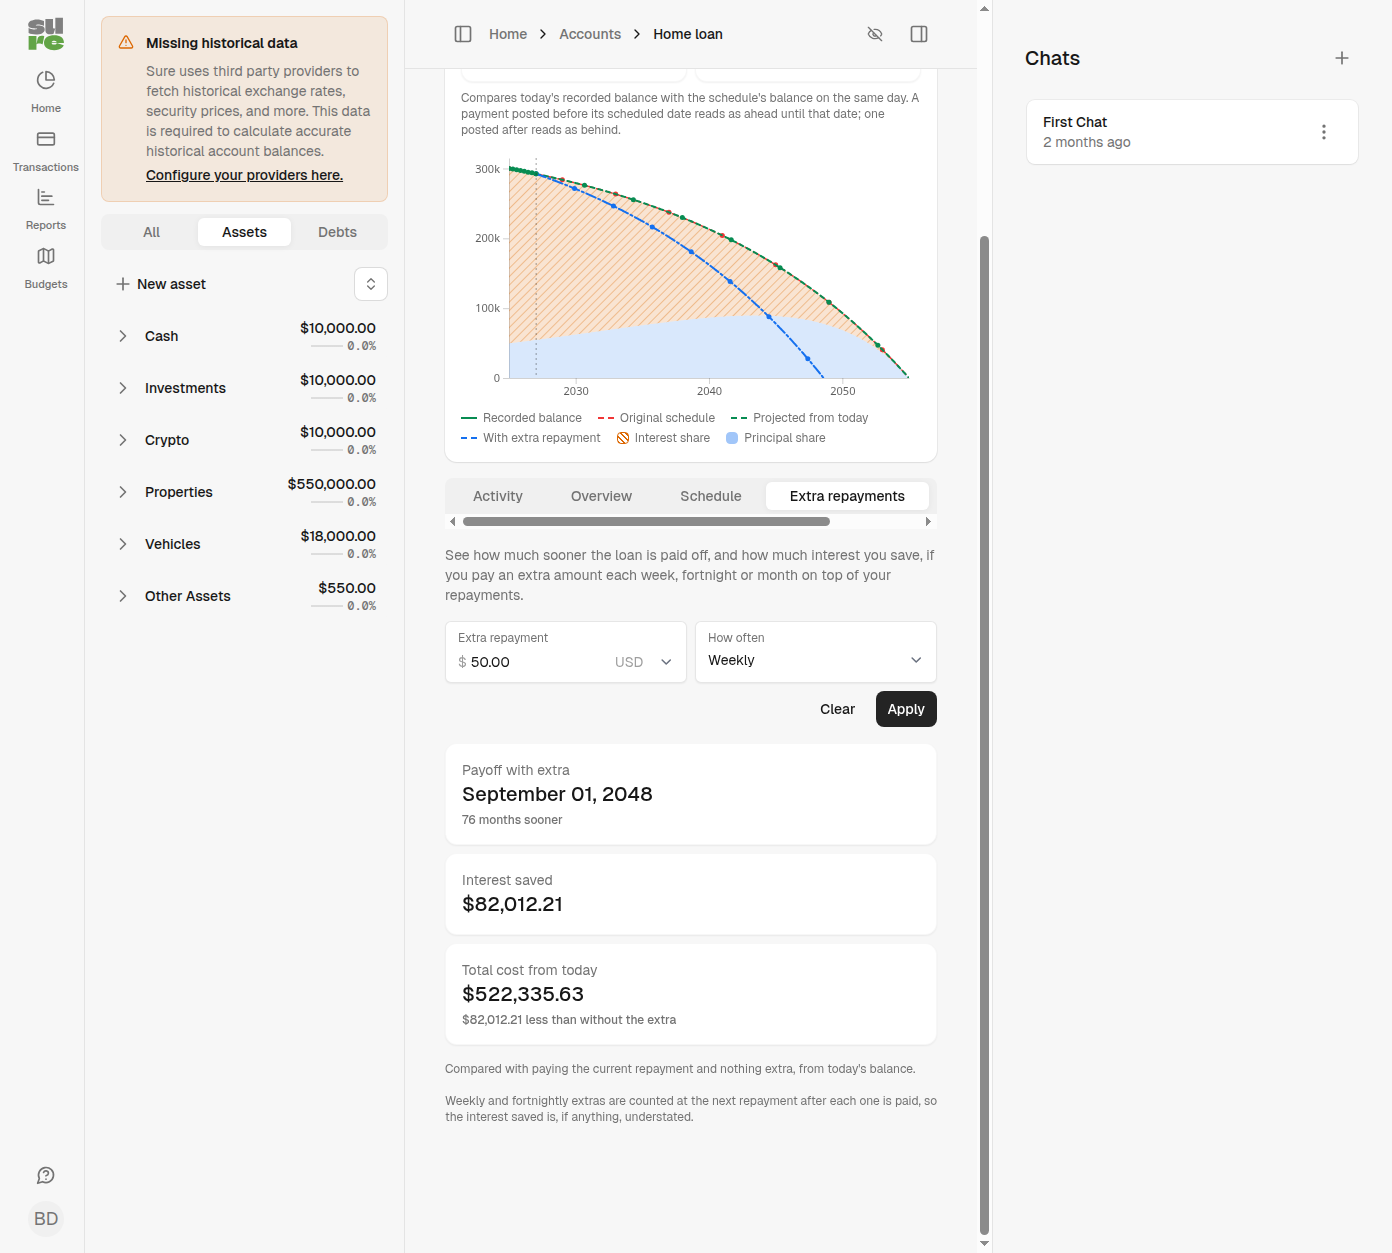 sure
Home
Transactions
Reports
Budgets
BD
Missing historical data
Sure uses third party providers to
fetch historical exchange rates,
security prices, and more. This data
is required to calculate accurate
historical account balances.
Configure your providers here.
All
Assets
Debts
New asset
Cash
$10,000.00
0.0%
Investments
$10,000.00
0.0%
Crypto
$10,000.00
0.0%
Properties
$550,000.00
0.0%
Vehicles
$18,000.00
0.0%
Other Assets
$550.00
0.0%
Home
Accounts
Home loan
Compares today's recorded balance with the schedule's balance on the same day. A
payment posted before its scheduled date reads as ahead until that date; one
posted after reads as behind.
300k
200k
100k
0
2030
2040
2050
Recorded balance
Original schedule
Projected from today
With extra repayment
Interest share
Principal share
Activity
Overview
Schedule
Extra repayments
See how much sooner the loan is paid off, and how much interest you save, if
you pay an extra amount each week, fortnight or month on top of your
repayments.
Extra repayment
$ 50.00
USD
How often
Weekly
Clear
Apply
Payoff with extra
September 01, 2048
76 months sooner
Interest saved
$82,012.21
Total cost from today
$522,335.63
$82,012.21 less than without the extra
Compared with paying the current repayment and nothing extra, from today's balance.
Weekly and fortnightly extras are counted at the next repayment after each one is paid, so
the interest saved is, if anything, understated.
Chats
First Chat
2 months ago